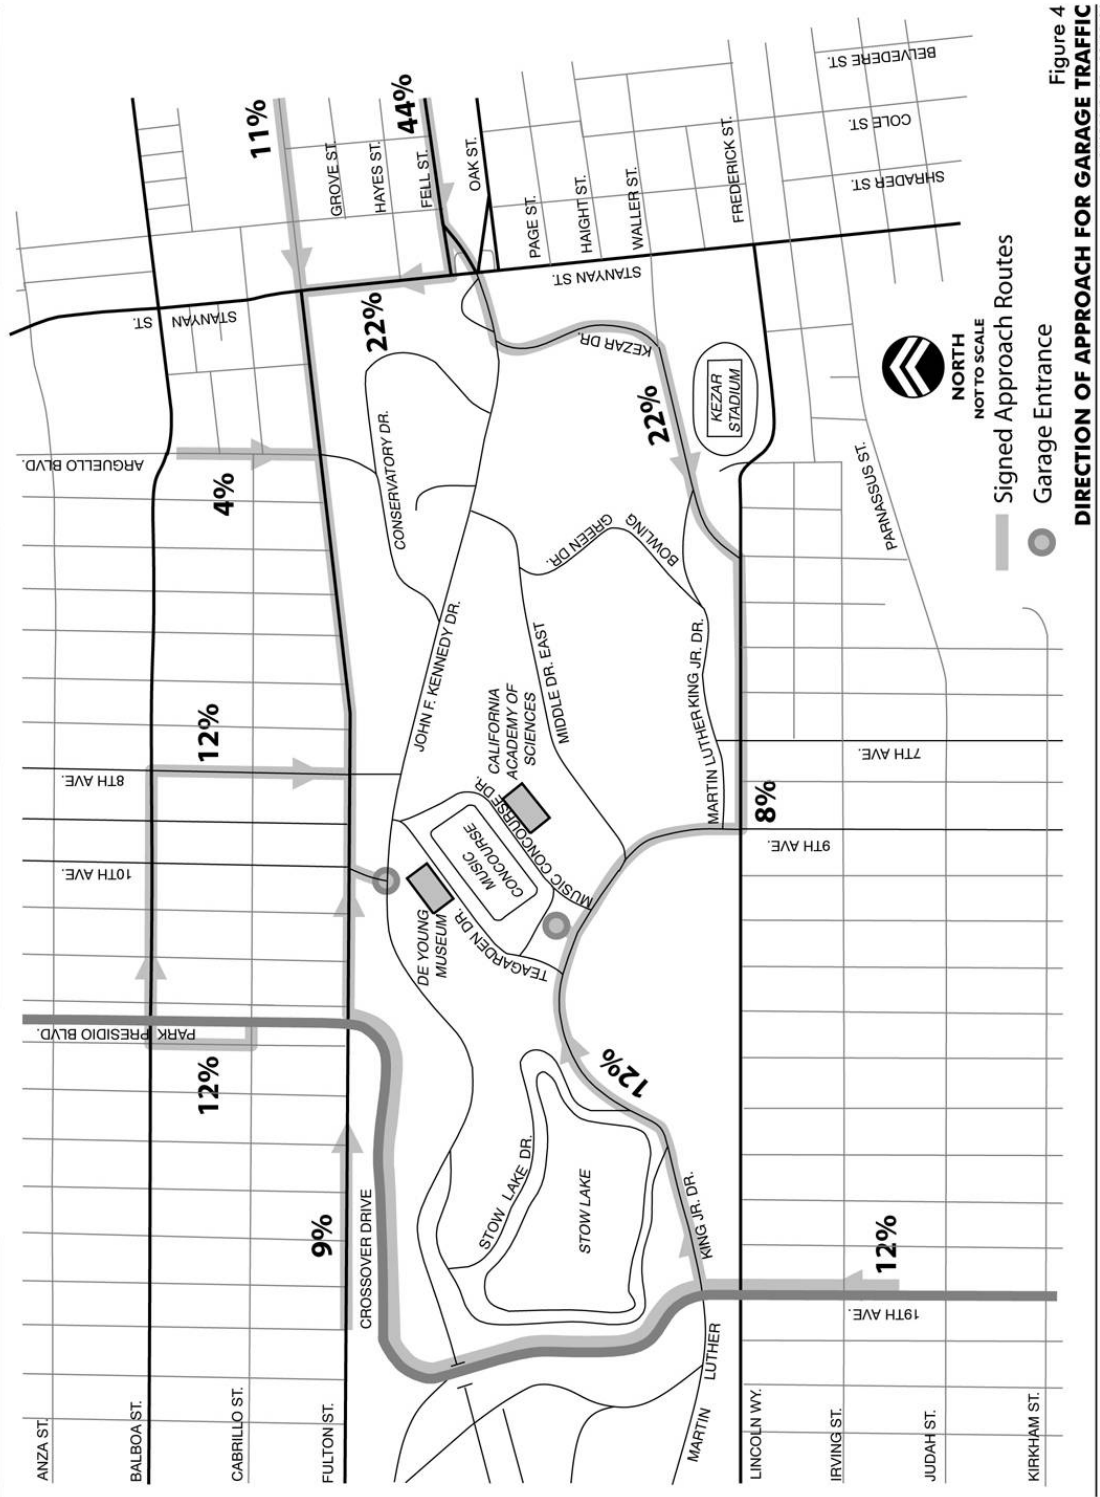 Figure 4
DIRECTION OF APPROACH FOR GARAGE TRAFFIC
NORTH
NOT TO SCALE
Signed Approach Routes
Garage Entrance
ANZA ST.
BALBOA ST.
CABRILLO ST.
FULTON ST.
CROSSOVER DRIVE
9%
12%
PARK PRESIDIO BLVD.
10TH AVE.
8TH AVE.
12%
4%
ARGUELLO BLVD.
STANYAN ST.
22%
11%
GROVE ST.
HAYES ST.
FELL ST.
44%
OAK ST.
PAGE ST.
HAIGHT ST.
WALLER ST.
FREDERICK ST.
BELVEDERE ST.
COLE ST.
SHRADER ST.
STANYAN ST.
KEZAR DR.
22%
KEZAR
STADIUM
PARNASSUS ST.
CONSERVATORY DR.
JOHN F. KENNEDY DR.
MIDDLE DR. EAST
BOWLING
GREEN DR.
CALIFORNIA
ACADEMY OF
SCIENCES
MUSIC CONCOURSE DR.
MUSIC
CONCOURSE
DE YOUNG
MUSEUM
TEAGARDEN DR.
MARTIN LUTHER KING JR. DR.
8%
7TH AVE.
9TH AVE.
12%
STOW LAKE DR.
STOW LAKE
MARTIN LUTHER KING JR. DR.
12%
19TH AVE.
LINCOLN WY.
IRVING ST.
JUDAH ST.
KIRKHAM ST.